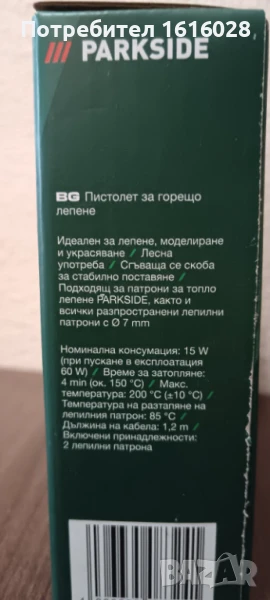 Потребител 1616028
/// PARKSIDE
BG Пистолет за горещо
лепене
Идеален за лепене, моделиране
и украсяване / Лесна
употреба / Сгъваща се скоба
за стабилно поставяне /
Подходящ за патрони за топло
лепене PARKSIDE, както и
всички разпространени лепилни
патрони с Ø 7 mm
Номинална консумация: 15 W
(при пускане в експлоатация
60 W) / Време за затопляне:
4 min (ок. 150 °C) / Макс.
температура: 200 °C (±10 °C) /
Температура на разтапяне на
лепилния патрон: 85 °C /
Дължина на кабела: 1,2 m /
Включени принадлежности:
2 лепилни патрона
bazar